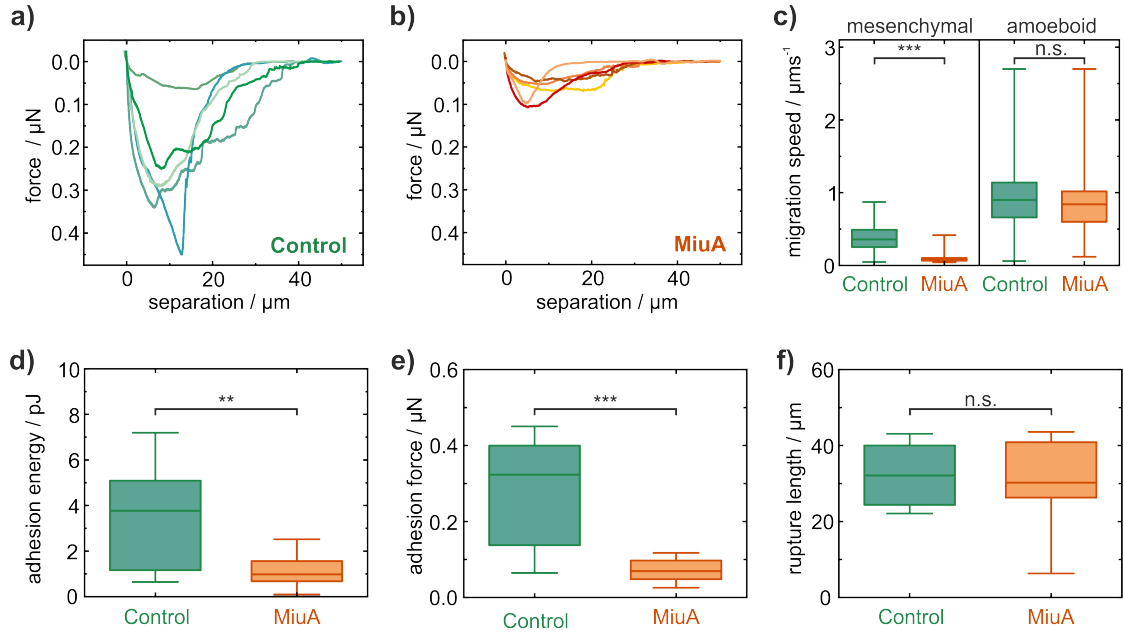 a)
0.0
0.1
0.2
0.3
0.4
force / µN
0
20
40
separation / µm
Control
b)
0.0
0.1
0.2
0.3
0.4
force / µN
0
20
40
separation / µm
MiuA
c)
mesenchymal amoeboid
*** n.s.
3
2
1
0
migration speed / µms⁻¹
Control MiuA Control MiuA
d)
10
8
6
4
2
0
adhesion energy / pJ
**
Control MiuA
e)
0.6
0.4
0.2
0.0
adhesion force / µN
***
Control MiuA
f)
60
40
20
0
rupture length / µm
n.s.
Control MiuA